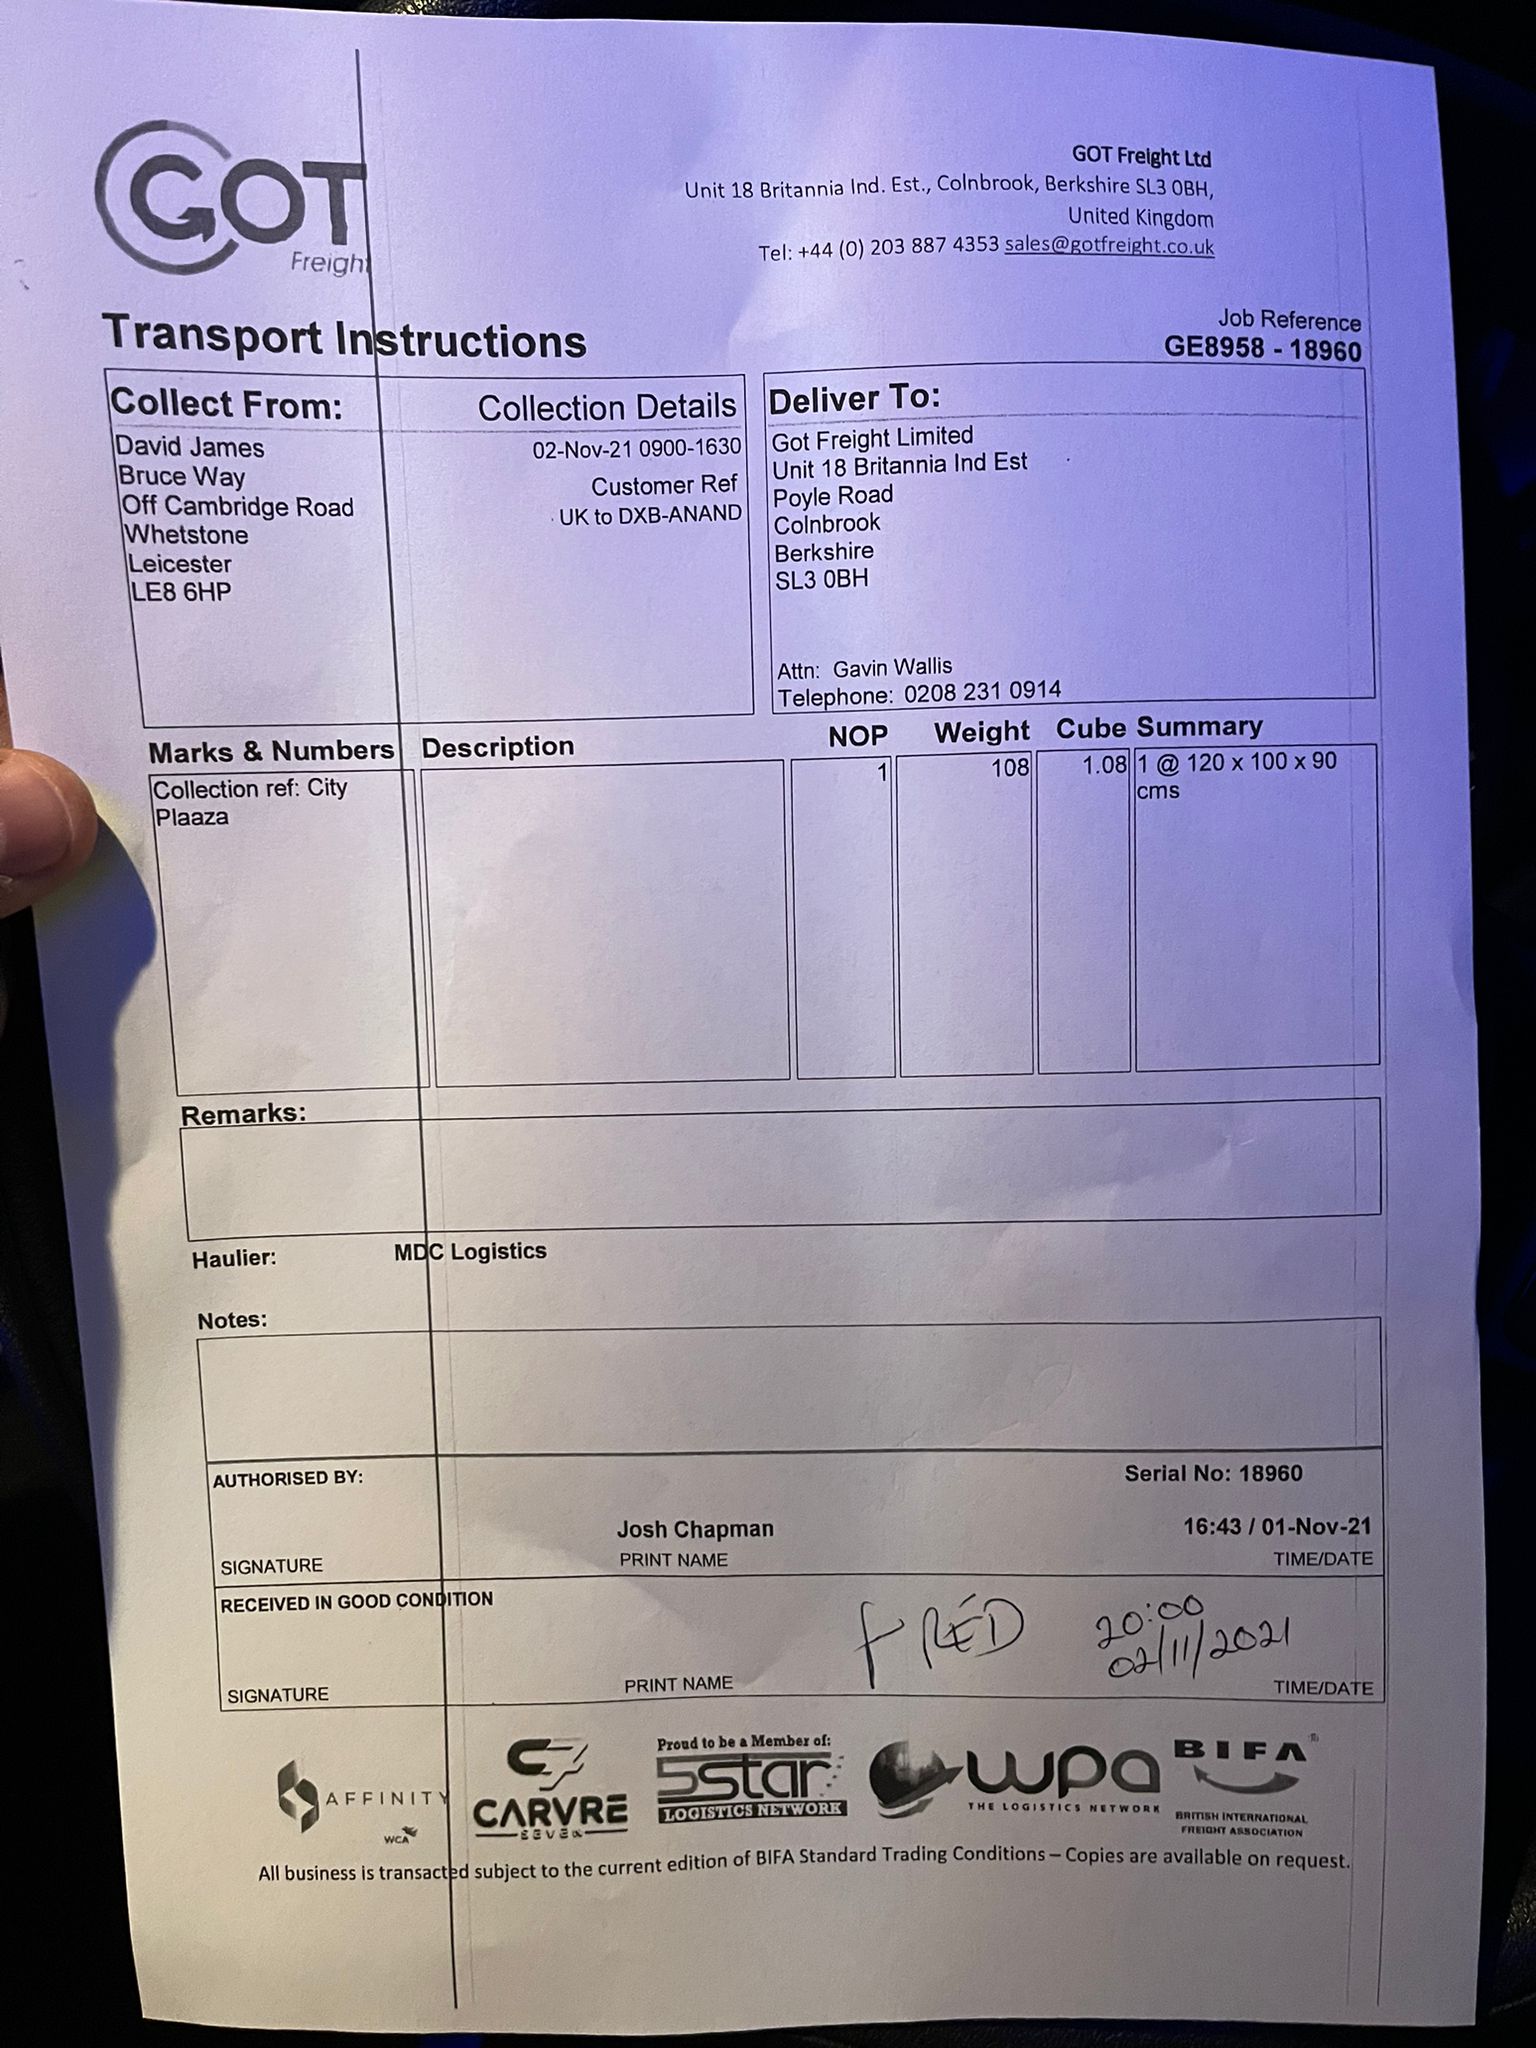 GOT
Freight
GOT Freight Ltd
Unit 18 Britannia Ind. Est., Colnbrook, Berkshire SL3 0BH,
United Kingdom
Tel: +44 (0) 203 887 4353 sales@gotfreight.co.uk
Transport Instructions
Job Reference
GE8958 - 18960
Collect From:
Collection Details
David James
Bruce Way
Off Cambridge Road
Whetstone
Leicester
LE8 6HP
02-Nov-21 0900-1630
Customer Ref
UK to DXB-ANAND
Deliver To:
Got Freight Limited
Unit 18 Britannia Ind Est
Poyle Road
Colnbrook
Berkshire
SL3 0BH
Attn: Gavin Wallis
Telephone: 0208 231 0914
Marks & Numbers Description NOP Weight Cube Summary
Collection ref: City
Plaaza
1
108
1.08
1 @ 120 x 100 x 90
cms
Remarks:
Haulier: MDC Logistics
Notes:
AUTHORISED BY:
Serial No: 18960
Josh Chapman
16:43 / 01-Nov-21
SIGNATURE PRINT NAME TIME/DATE
RECEIVED IN GOOD CONDITION
FRED
20:00
02/11/2021
SIGNATURE PRINT NAME TIME/DATE
AFFINITY
WCA
CARVRE
SEVEN
Proud to be a Member of:
5star
LOGISTICS NETWORK
wpa
THE LOGISTICS NETWORK
BIFA
BRITISH INTERNATIONAL
FREIGHT ASSOCIATION
All business is transacted subject to the current edition of BIFA Standard Trading Conditions – Copies are available on request.